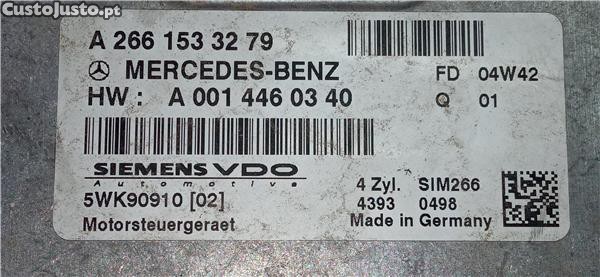 CustoJusto.pt
A 266 153 32 79
MERCEDES-BENZ FD 04W42
HW : A 001 446 03 40 Q 01
SIEMENS VDO
Automotive
5WK90910 [02] 4 Zyl. SIM266
4393 0498
Motorsteuergeraet Made in Germany